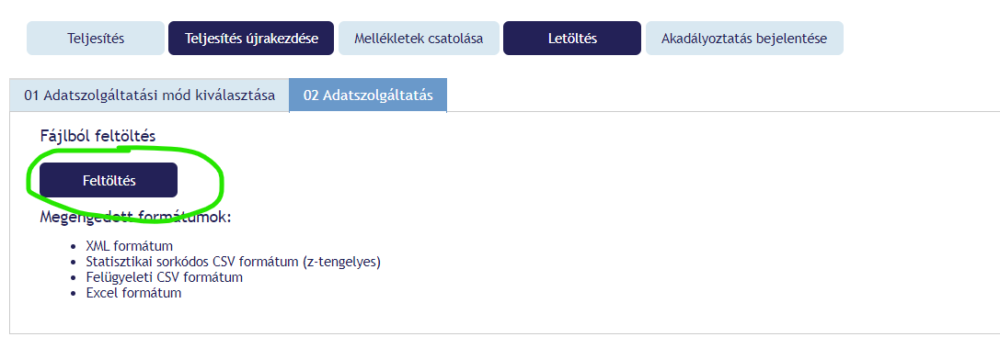 Teljesítés Teljesítés újrakezdése Mellékletek csatolása Letöltés Akadályoztatás bejelentése
01 Adatszolgáltatási mód kiválasztása 02 Adatszolgáltatás
Fájlból feltöltés
Feltöltés
Megengedett formátumok:
• XML formátum
• Statisztikai sorkódos CSV formátum (z-tengelyes)
• Felügyeleti CSV formátum
• Excel formátum